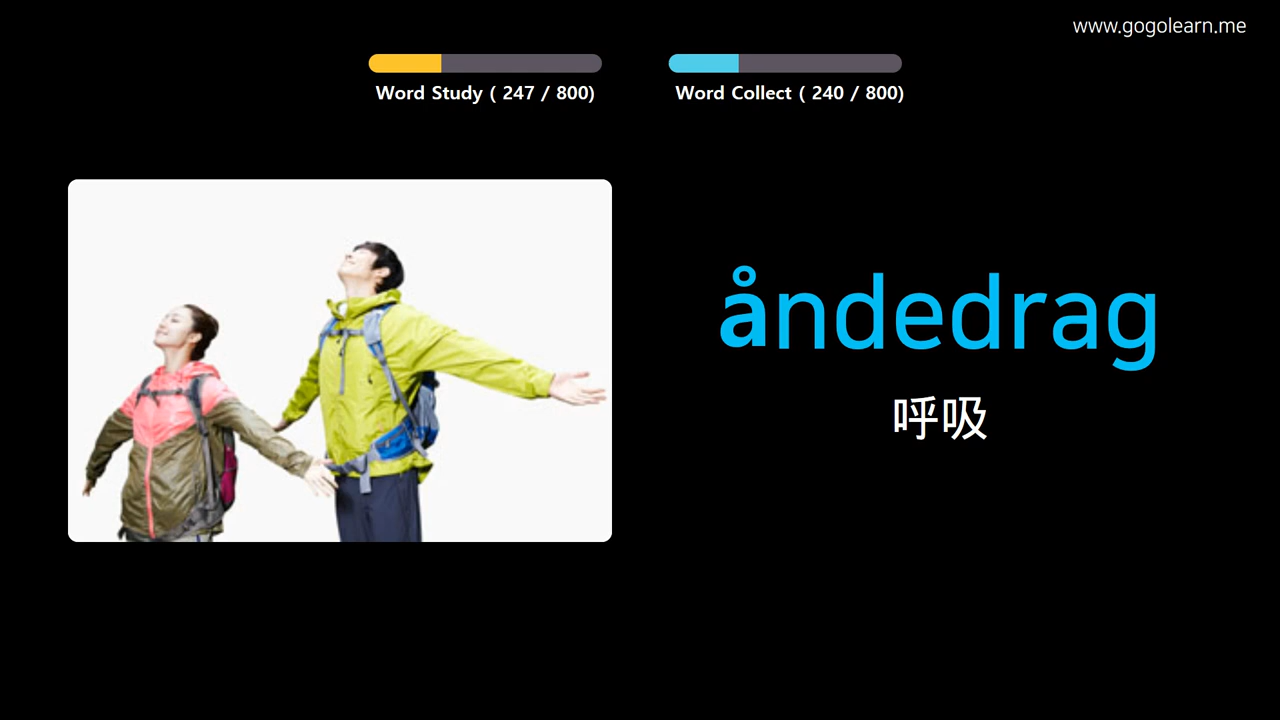 www.gogolearn.me
Word Study ( 247 / 800)
Word Collect ( 240 / 800)
åndedrag
呼吸